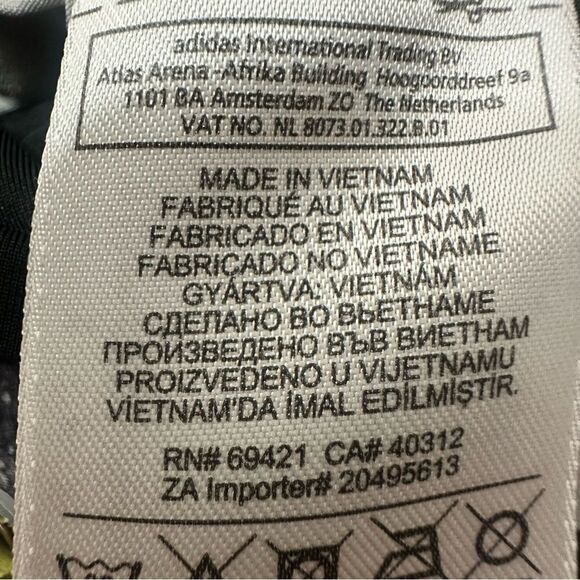 adidas International Trading BV
Atlas Arena -Afrika Building Hoogoorddreef 9a
1101 BA Amsterdam ZO The Netherlands
VAT NO. NL 8073.01.322.B.01
MADE IN VIETNAM
FABRIQUÉ AU VIETNAM
FABRICADO EN VIETNAM
FABRICADO NO VIETNAME
GYÁRTVA: VIETNÁM
СДЕЛАНО ВО ВЬЕТНАМЕ
ПРОИЗВЕДЕНО ВЪВ ВИЕТНАМ
PROIZVEDENO U VIJETNAMU
VİETNAM'DA İMAL EDİLMİŞTİR.
RN# 69421 CA# 40312
ZA Importer# 20495613